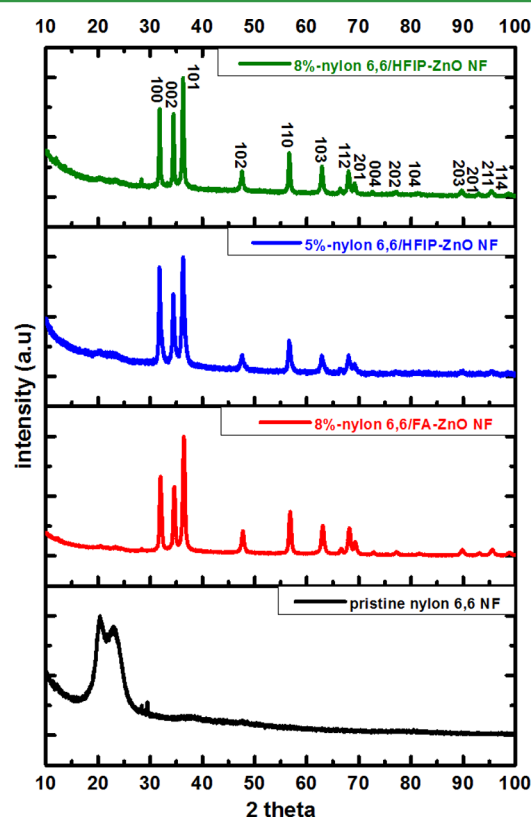 10 20 30 40 50 60 70 80 90 100
8%-nylon 6,6/HFIP-ZnO NF
100
002
101
102
110
103
112
201
004
202
104
203
201
211
114
5%-nylon 6,6/HFIP-ZnO NF
8%-nylon 6,6/FA-ZnO NF
pristine nylon 6,6 NF
intensity (a.u)
10 20 30 40 50 60 70 80 90 100
2 theta